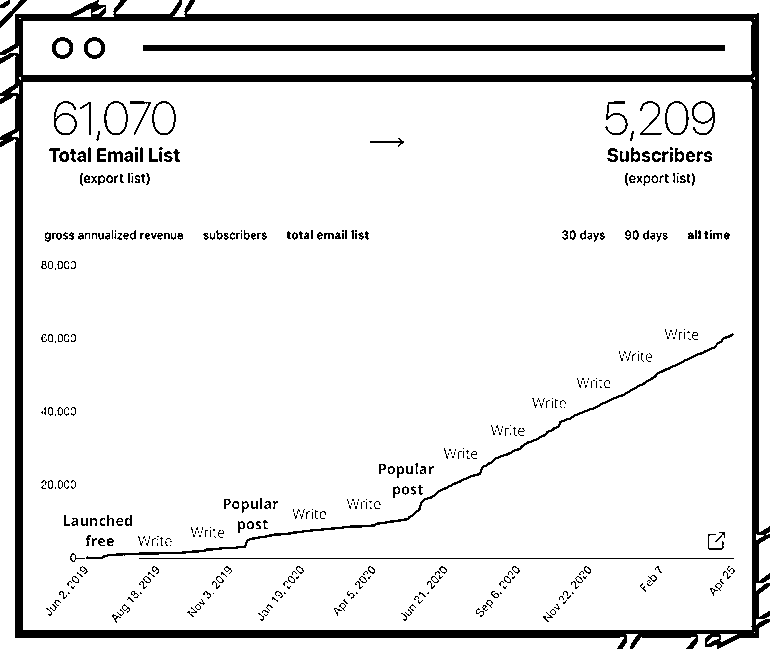 61,070
Total Email List
(export list)
→
5,209
Subscribers
(export list)
gross annualized revenue subscribers total email list
30 days 90 days all time
80,000
60,000
40,000
20,000
0
Launched
free
Write
Write
Popular
post
Write
Write
Popular
post
Write
Write
Write
Write
Write
Write
Jun 2, 2019
Aug 18, 2019
Nov 3, 2019
Jan 19, 2020
Apr 5, 2020
Jun 21, 2020
Sep 6, 2020
Nov 22, 2020
Feb 7
Apr 25